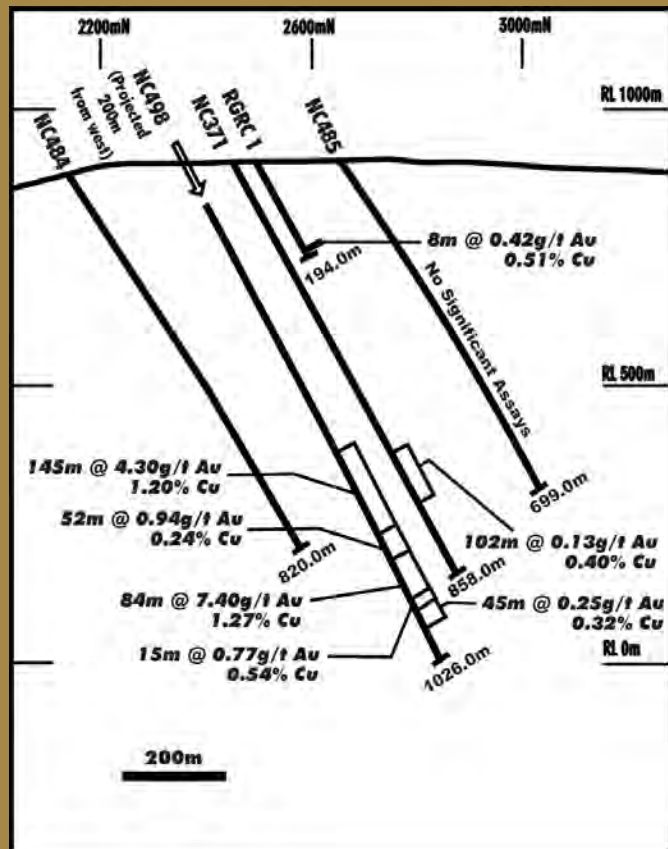 2200mN
2600mN
3000mN
RL 1000m
NC484
NC498
(Projected
200m
from west)
NC371
RGRC 1
NC485
194.0m
8m @ 0.42g/t Au
0.51% Cu
No Significant Assays
RL 500m
145m @ 4.30g/t Au
1.20% Cu
52m @ 0.94g/t Au
0.24% Cu
820.0m
84m @ 7.40g/t Au
1.27% Cu
15m @ 0.77g/t Au
0.54% Cu
699.0m
102m @ 0.13g/t Au
0.40% Cu
858.0m
45m @ 0.25g/t Au
0.32% Cu
1026.0m
RL 0m
200m